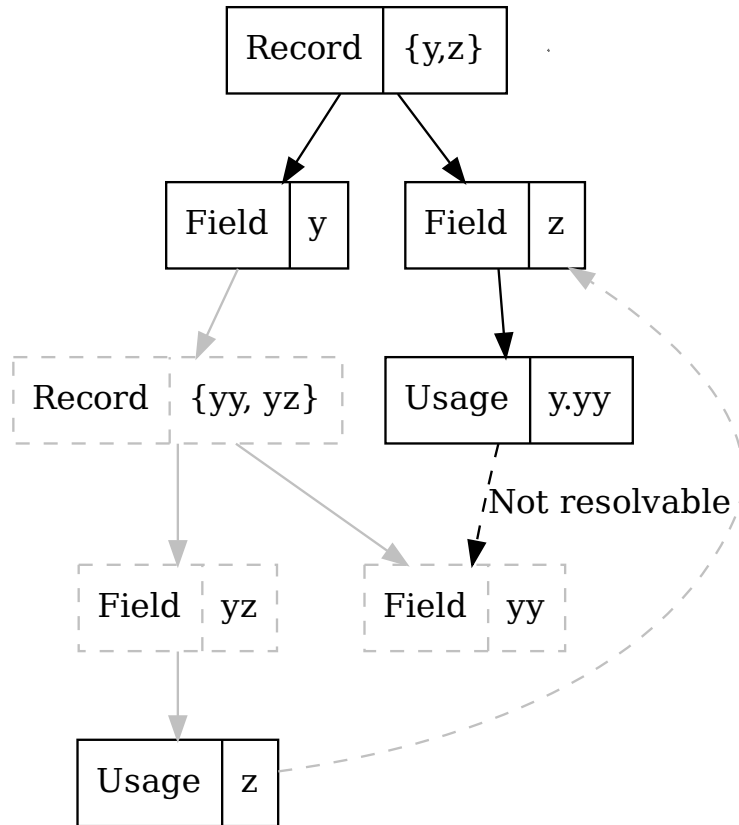 Record {y,z}
Field y
Field z
Record {yy, yz}
Usage y.yy
Not resolvable
Field yz
Field yy
Usage z